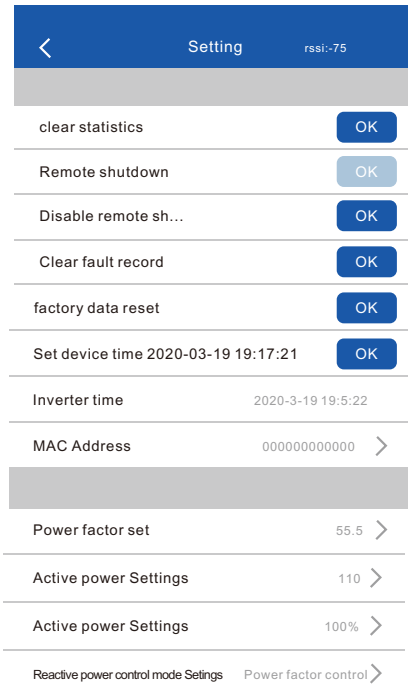 Setting rssi:-75
clear statistics OK
Remote shutdown OK
Disable remote sh... OK
Clear fault record OK
factory data reset OK
Set device time 2020-03-19 19:17:21 OK
Inverter time 2020-3-19 19:5:22
MAC Address 000000000000
Power factor set 55.5
Active power Settings 110
Active power Settings 100%
Reactive power control mode Setings Power factor control